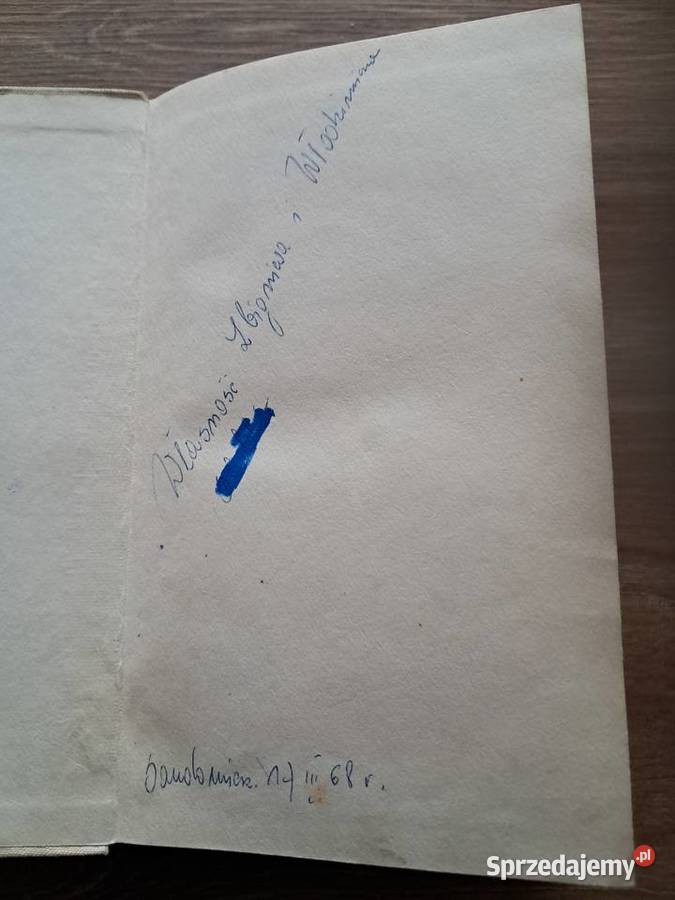 Własność Zbigniewa i Włodzimierza
Sandomierz. 17 III 68 r.
Sprzedajemy.pl